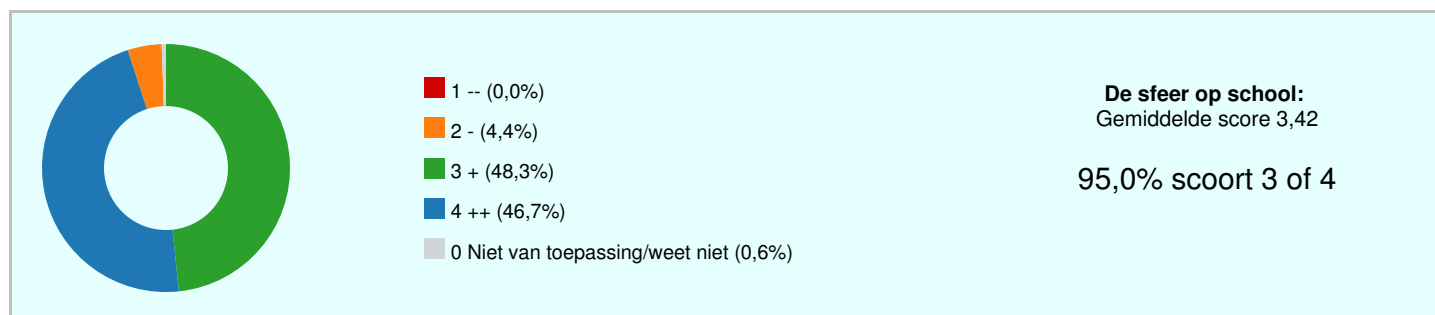 1 -- (0,0%)
2 - (4,4%)
3 + (48,3%)
4 ++ (46,7%)
0 Niet van toepassing/weet niet (0,6%)
De sfeer op school:
Gemiddelde score 3,42
95,0% scoort 3 of 4